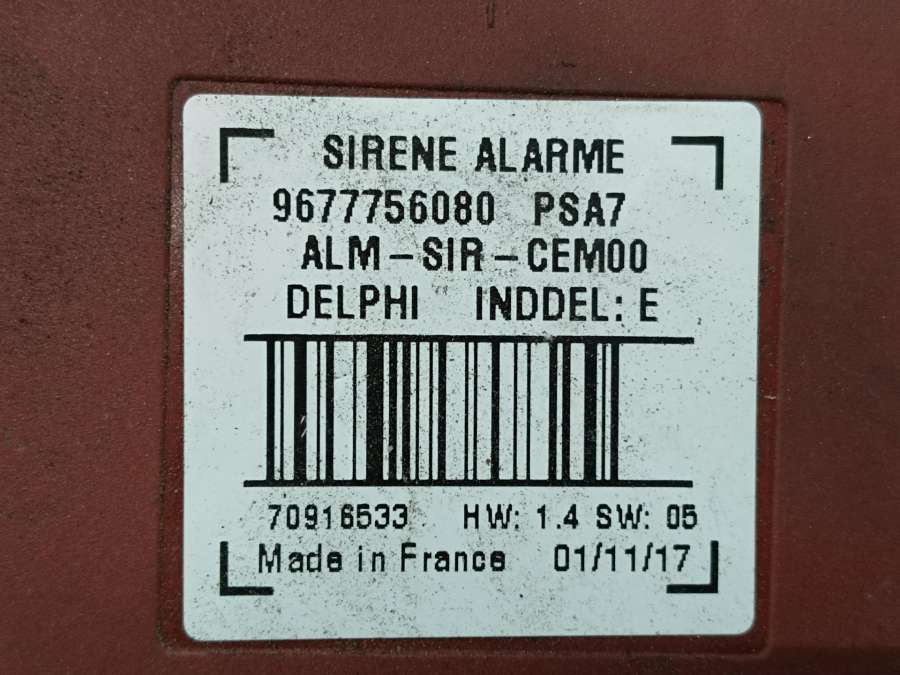 SIRENE ALARME
9677756080 PSA7
ALM-SIR-CEM00
DELPHI INDDEL: E
70916533 HW: 1.4 SW: 05
Made in France 01/11/17